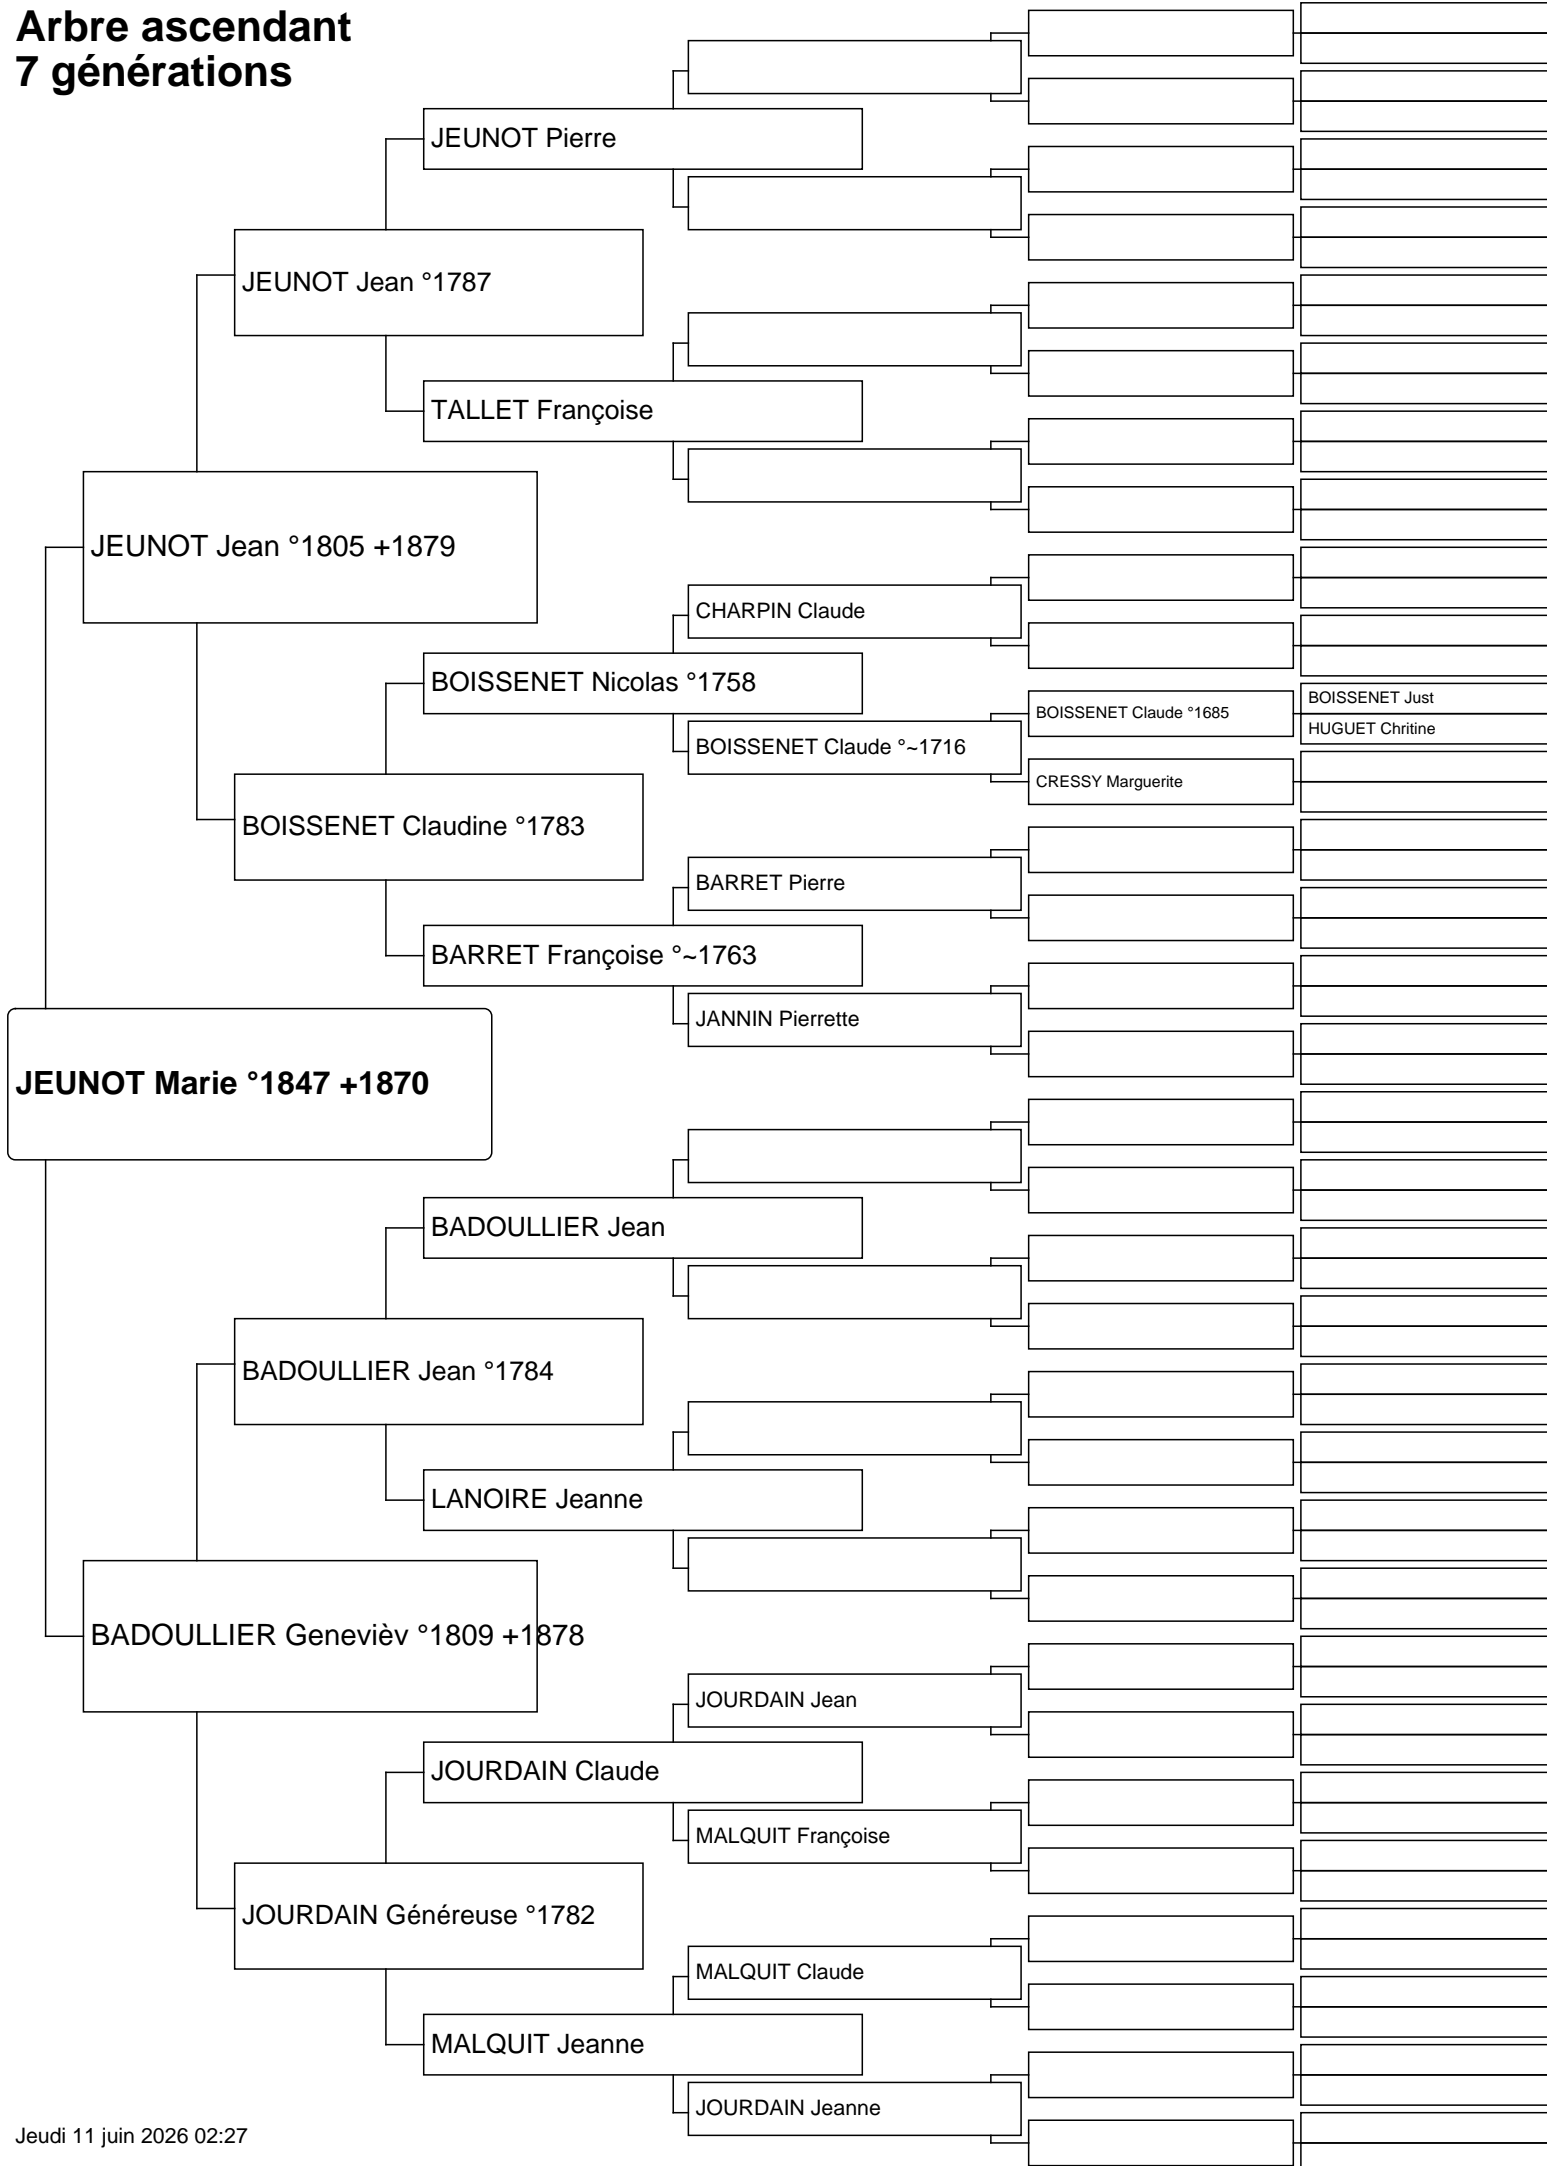 Arbre ascendant
7 générations
JEUNOT Pierre
JEUNOT Jean °1787
TALLET Françoise
JEUNOT Jean °1805 +1879
CHARPIN Claude
BOISSENET Nicolas °1758
BOISSENET Just
BOISSENET Claude °1685
HUGUET Chritine
BOISSENET Claude °~1716
CRESSY Marguerite
BOISSENET Claudine °1783
BARRET Pierre
BARRET Françoise °~1763
JANNIN Pierrette
JEUNOT Marie °1847 +1870
BADOULLIER Jean
BADOULLIER Jean °1784
LANOIRE Jeanne
BADOULLIER Genevièv °1809 +1878
JOURDAIN Jean
JOURDAIN Claude
MALQUIT Françoise
JOURDAIN Généreuse °1782
MALQUIT Claude
MALQUIT Jeanne
JOURDAIN Jeanne
Jeudi 11 juin 2026 02:27